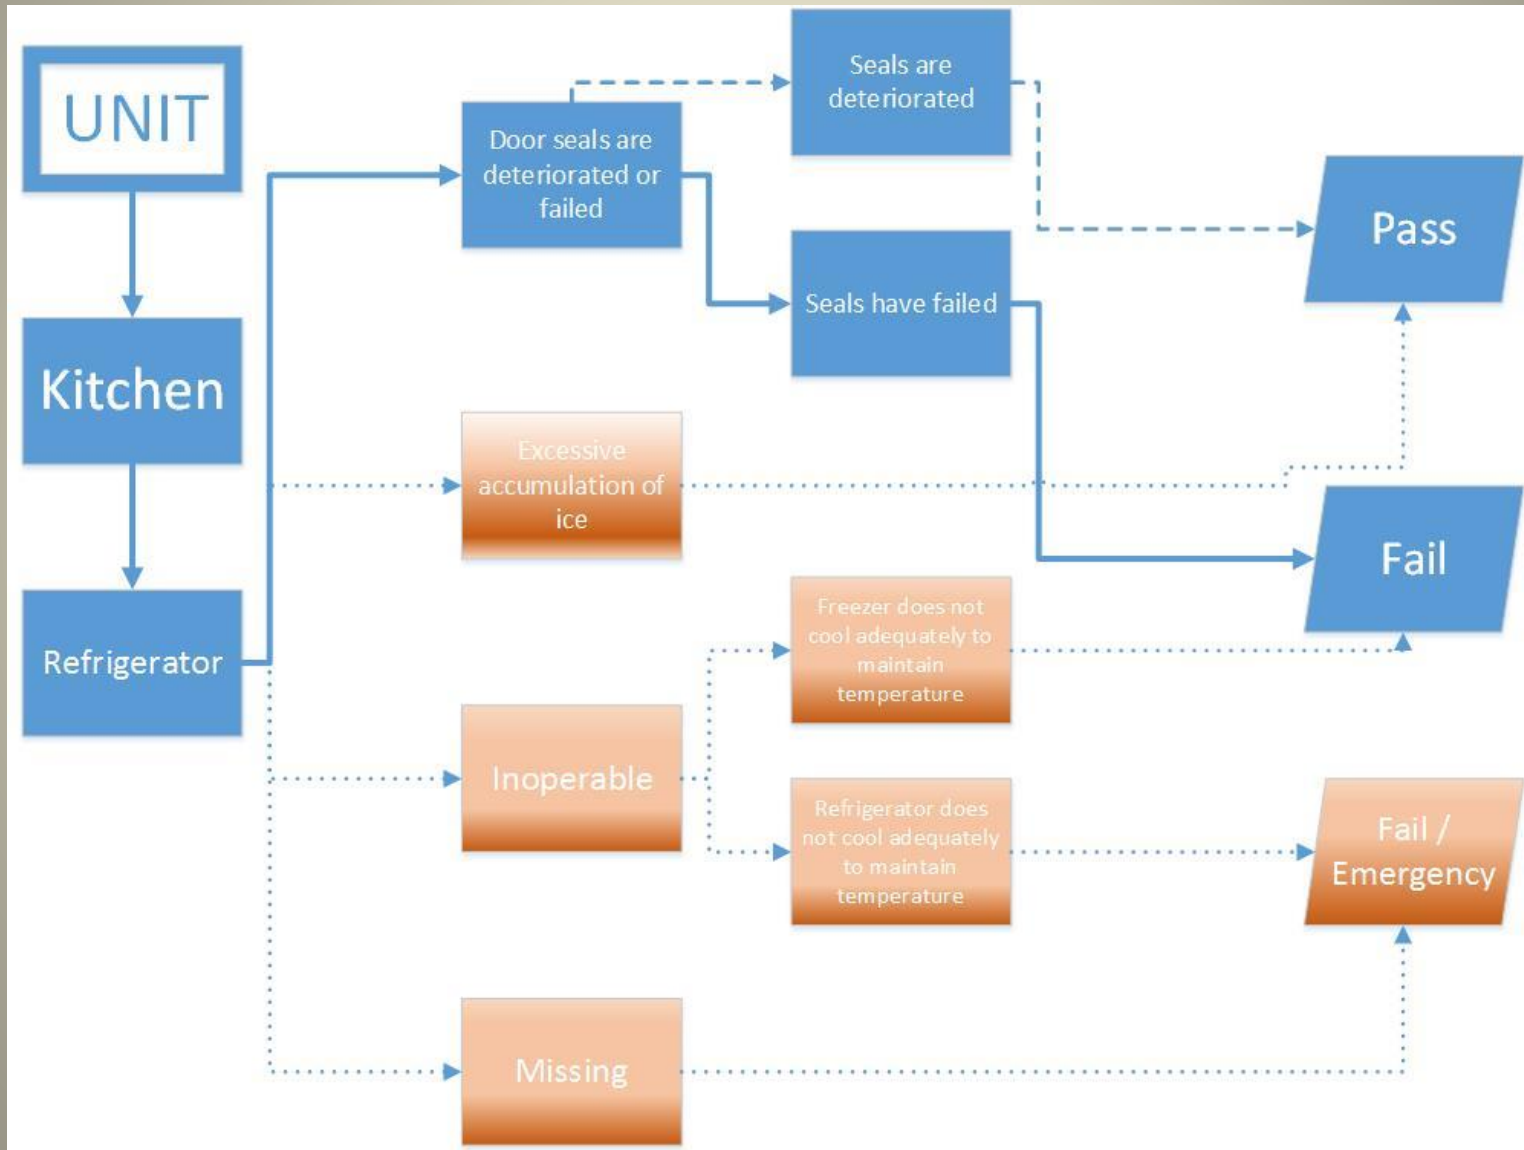 UNIT
Kitchen
Refrigerator
Door seals are
deteriorated or
failed
Seals are
deteriorated
Seals have failed
Excessive
accumulation of
ice
Inoperable
Freezer does not
cool adequately to
maintain
temperature
Refrigerator does
not cool adequately
to maintain
temperature
Missing
Pass
Fail
Fail /
Emergency